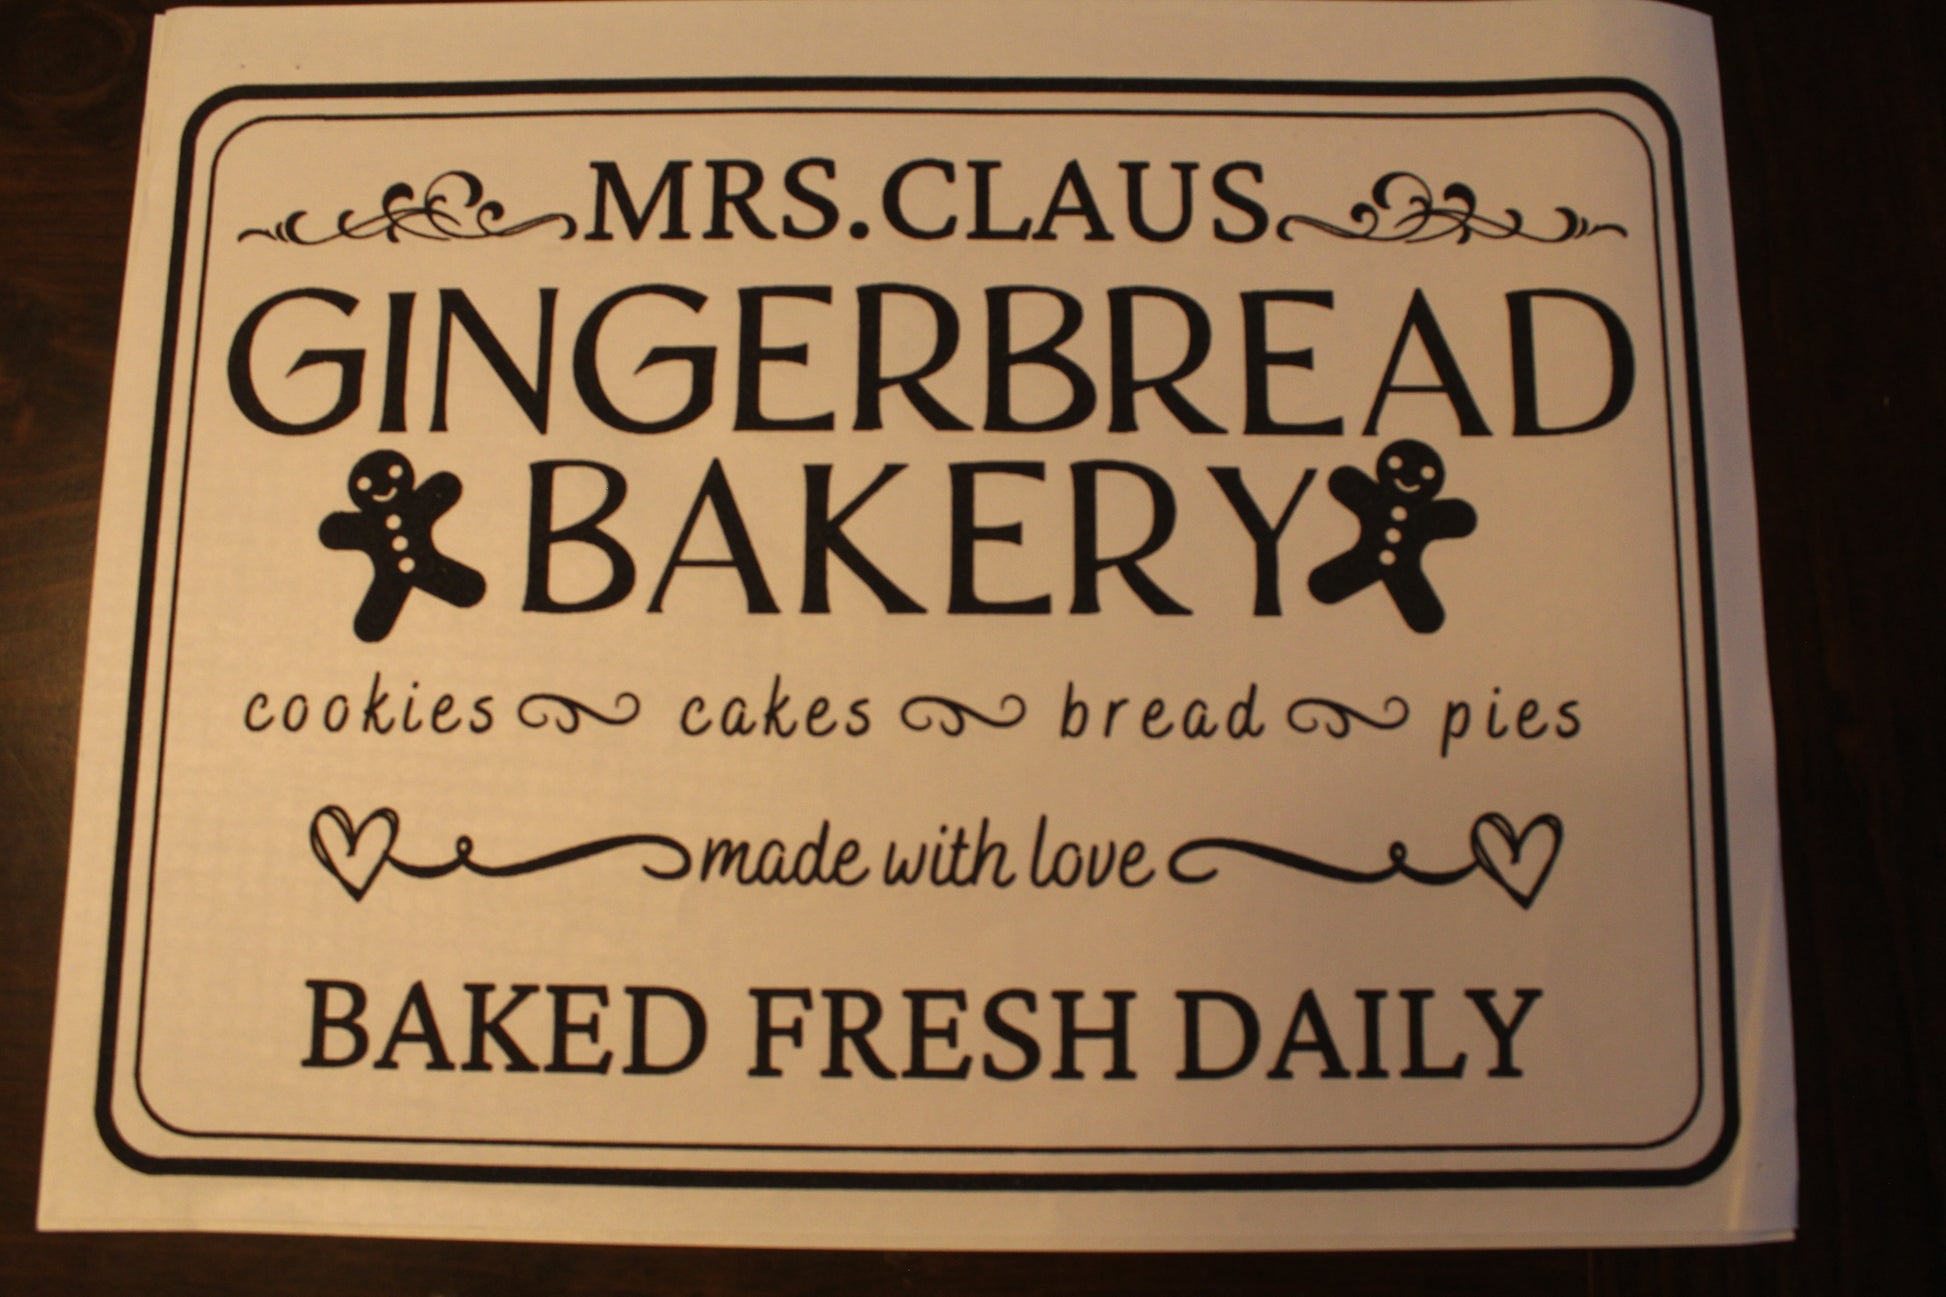 MRS.CLAUS
GINGERBREAD
BAKERY
cookies cakes bread pies
made with love
BAKED FRESH DAILY